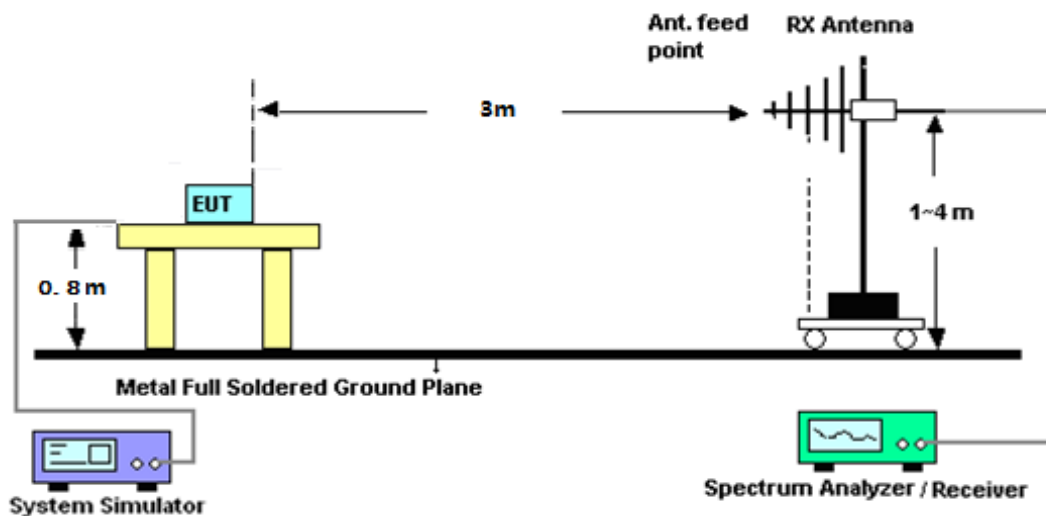 Ant. feed
point
RX Antenna
3m
EUT
1~4 m
0. 8 m
Metal Full Soldered Ground Plane
System Simulator
Spectrum Analyzer / Receiver